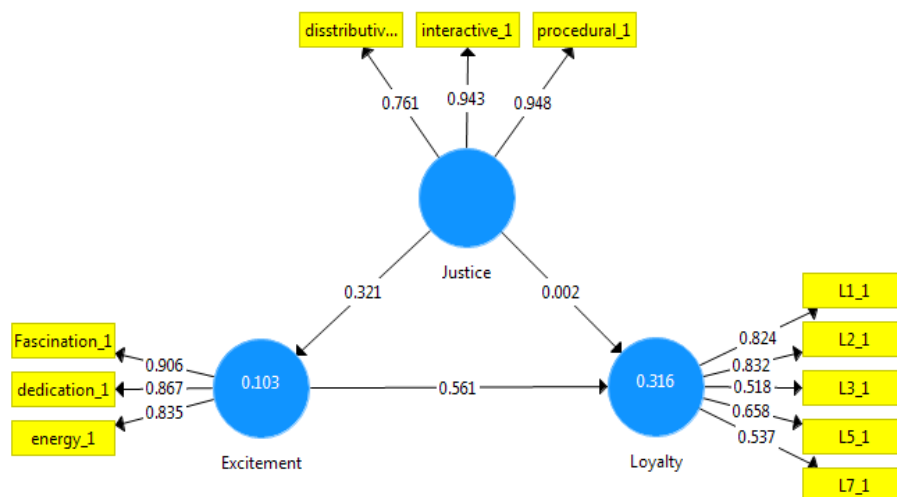 disstributiv... interactive_1 procedural_1
0.761 0.943 0.948
Justice
0.321 0.002
Fascination_1
dedication_1
energy_1
0.906
0.867
0.835
0.103
Excitement
0.561
0.316
Loyalty
0.824
0.832
0.518
0.658
0.537
L1_1
L2_1
L3_1
L5_1
L7_1